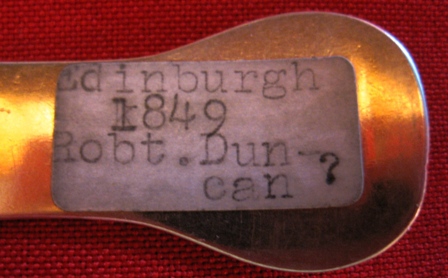 Edinburgh
1849
Robt. Dun- ?
can